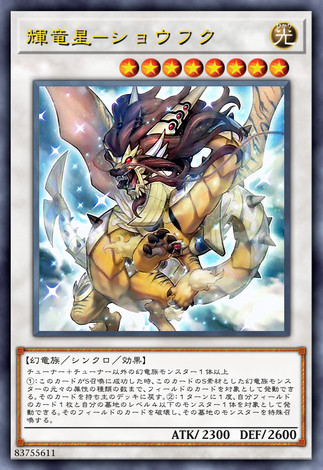 輝竜星－ショウフク
光
【幻竜族／シンクロ／効果】
チューナー＋チューナー以外の幻竜族モンスター１体以上
①：このカードがS召喚に成功した時、このカードのS素材とした幻竜族モンス
ターの元々の属性の種類の数まで、フィールドのカードを対象として発動でき
る。そのカードを持ち主のデッキに戻す。②：１ターンに１度、自分フィールド
のカード１枚と自分の墓地のレベル４以下のモンスター１体を対象として発
動できる。そのフィールドのカードを破壊し、その墓地のモンスターを特殊召
喚する。
ATK/ 2300 DEF/2600
83755611